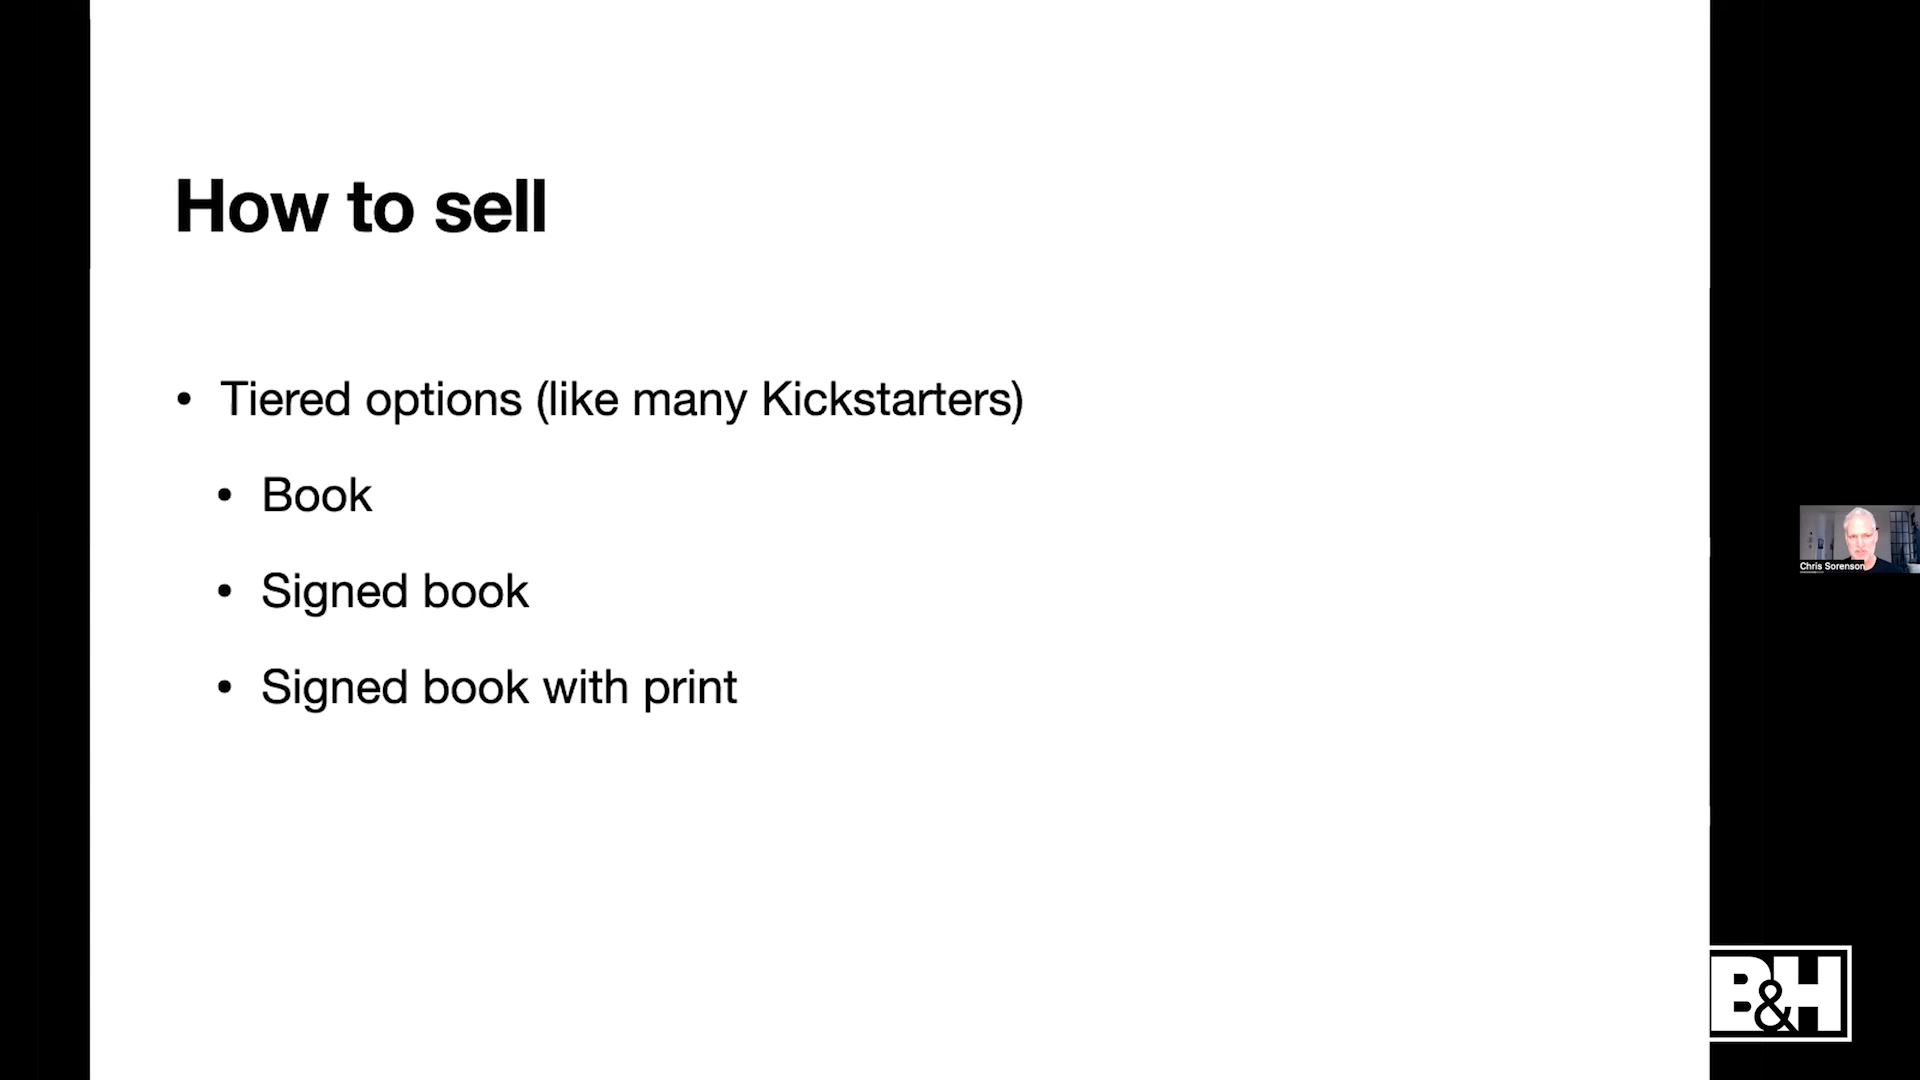 How to sell
• Tiered options (like many Kickstarters)
• Book
• Signed book
• Signed book with print
Chris Sorenson
B&H